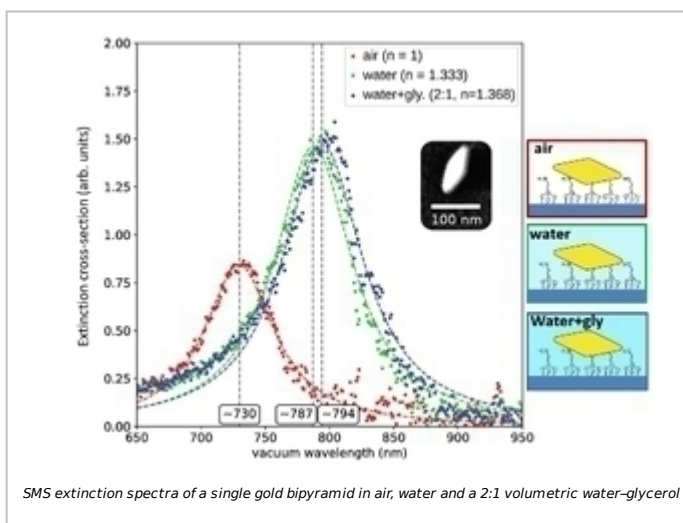 2.00
1.75
1.50
1.25
1.00
0.75
0.50
0.25
0.00
Extinction cross-section (arb. units)
air (n = 1)
water (n = 1.333)
water+gly. (2:1, n=1.368)
100 nm
~730
~787
~794
650 700 750 800 850 900 950
vacuum wavelength (nm)
air
water
Water+gly
SMS extinction spectra of a single gold bipyramid in air, water and a 2:1 volumetric water–glycerol